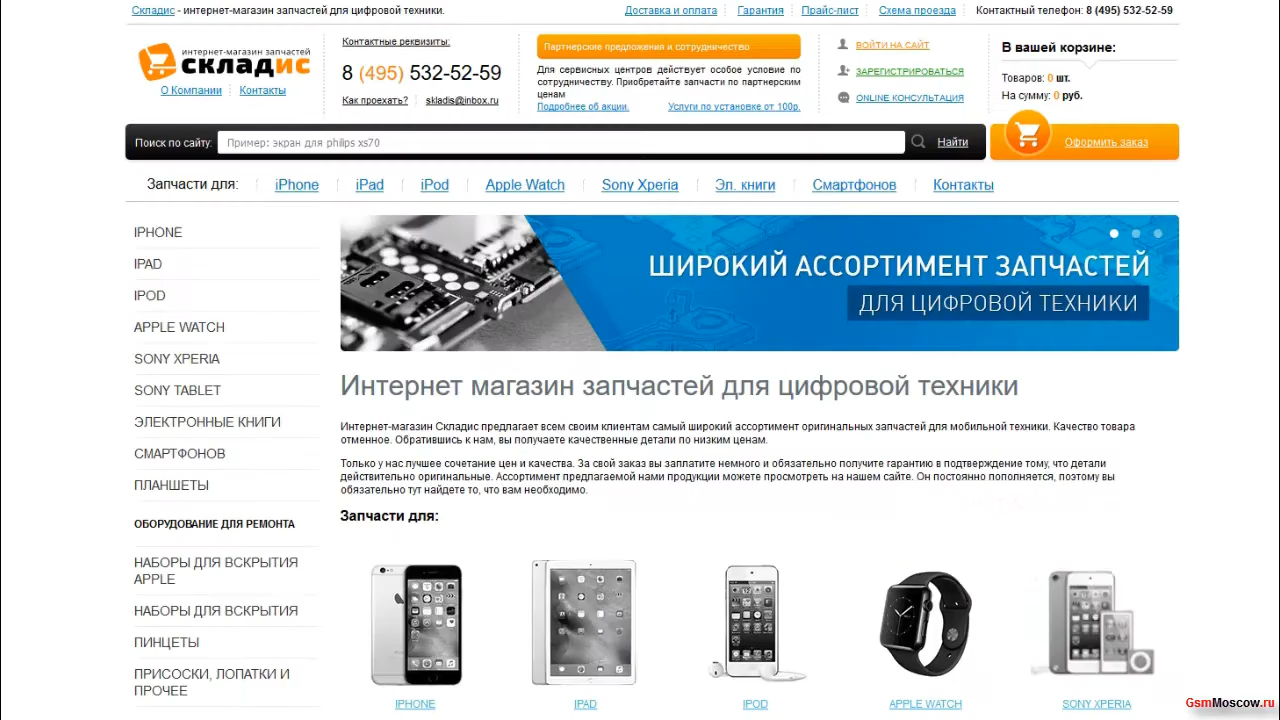 Складис - интернет-магазин запчастей для цифровой техники.
Доставка и оплата
Гарантия
Прайс-лист
Схема проезда
Контактный телефон: 8 (495) 532-52-59
интернет-магазин запчастей
складис
О Компании
Контакты
Контактные реквизиты:
8 (495) 532-52-59
Как проехать?
skladis@inbox.ru
Партнерские предложения и сотрудничество
Для сервисных центров действует особое условие по
сотрудничеству. Приобретайте запчасти по партнерским
ценам
Подробнее об акции.
Услуги по установке от 100р.
ВОЙТИ НА САЙТ
ЗАРЕГИСТРИРОВАТЬСЯ
ONLINE КОНСУЛЬТАЦИЯ
В вашей корзине:
Товаров: 0 шт.
На сумму: 0 руб.
Поиск по сайту:
Пример: экран для philips xs70
Найти
Оформить заказ
Запчасти для:
iPhone
iPad
iPod
Apple Watch
Sony Xperia
Эл. книги
Смартфонов
Контакты
IPHONE
IPAD
IPOD
APPLE WATCH
SONY XPERIA
SONY TABLET
ЭЛЕКТРОННЫЕ КНИГИ
СМАРТФОНОВ
ПЛАНШЕТЫ
ОБОРУДОВАНИЕ ДЛЯ РЕМОНТА
НАБОРЫ ДЛЯ ВСКРЫТИЯ
APPLE
НАБОРЫ ДЛЯ ВСКРЫТИЯ
ПИНЦЕТЫ
ПРИСОСКИ, ЛОПАТКИ И
ПРОЧЕЕ
ШИРОКИЙ АССОРТИМЕНТ ЗАПЧАСТЕЙ
ДЛЯ ЦИФРОВОЙ ТЕХНИКИ
Интернет магазин запчастей для цифровой техники
Интернет-магазин Складис предлагает всем своим клиентам самый широкий ассортимент оригинальных запчастей для мобильной техники. Качество товара
отменное. Обратившись к нам, вы получаете качественные детали по низким ценам.
Только у нас лучшее сочетание цен и качества. За свой заказ вы заплатите немного и обязательно получите гарантию в подтверждение тому, что детали
действительно оригинальные. Ассортимент предлагаемой нами продукции можете просмотреть на нашем сайте. Он постоянно пополняется, поэтому вы
обязательно тут найдете то, что вам необходимо.
Запчасти для:
IPHONE
IPAD
IPOD
APPLE WATCH
SONY XPERIA
GsmMoscow.ru